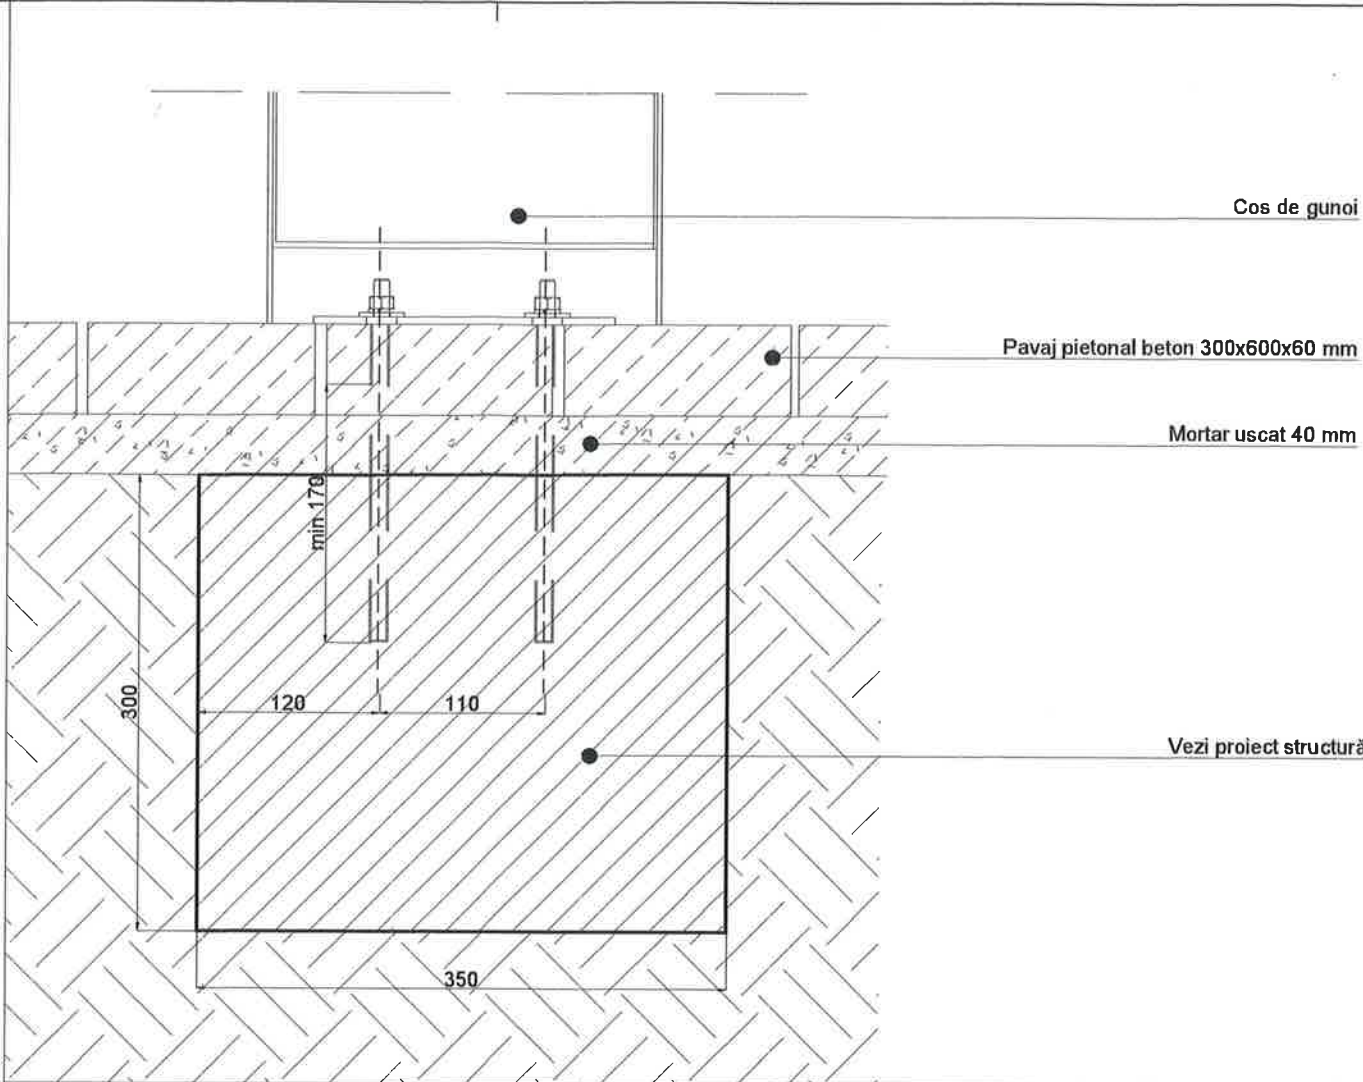 Cos de gunoi
Pavaj pietonal beton 300x600x60 mm
Mortar uscat 40 mm
min 170
300
120
110
Vezi proiect structură
350